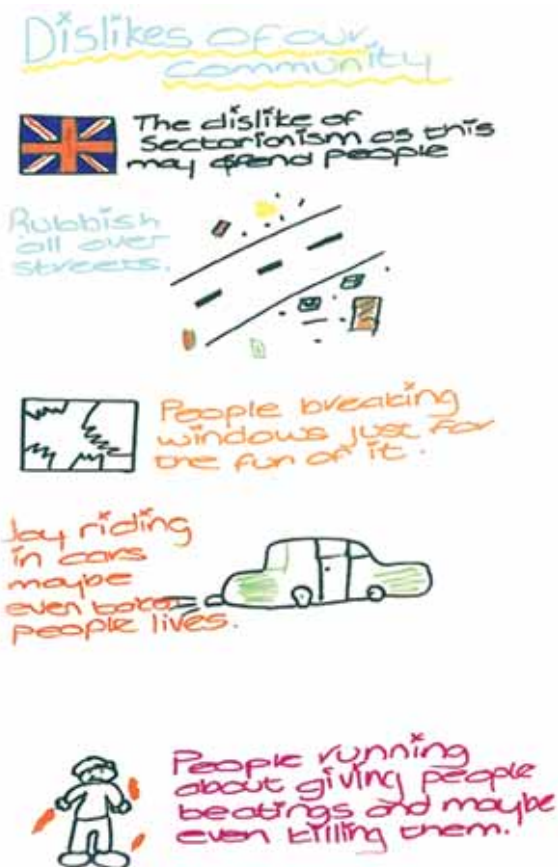 Dislikes of our
community
The dislike of
Sectorionism as this
may offend people
Rubbish
all over
streets.
People breaking
windows just for
the fun of it.
Joy riding
in cars
maybe
even
people lives.
People running
about giving people
beatings and maybe
even killing them.